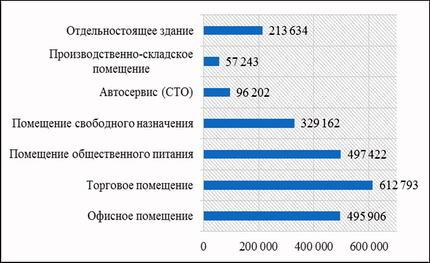 Отдельностоящее здание 213 634
Производственно-складское
помещение 57 243
Автосервис (СТО) 96 202
Помещение свободного назначения 329 162
Помещение общественного питания 497 422
Торговое помещение 612 793
Офисное помещение 495 906
0 200 000 400 000 600 000